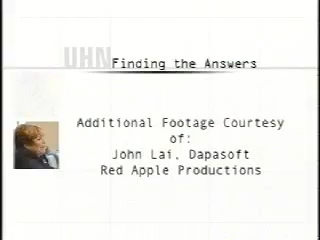 UHN Finding the Answers
Additional Footage Courtesy
of:
John Lai, Dapasoft
Red Apple Productions